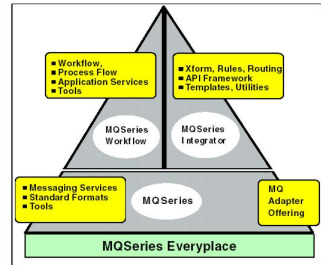 ■ Workflow,
■ Process Flow
■ Application Services
■ Tools
■ Xform, Rules, Routing
■ API Framework
■ Templates, Utilities
MQSeries
Workflow
MQSeries
Integrator
■ Messaging Services
■ Standard Formats
■ Tools
MQSeries
MQ
Adapter
Offering
MQSeries Everyplace